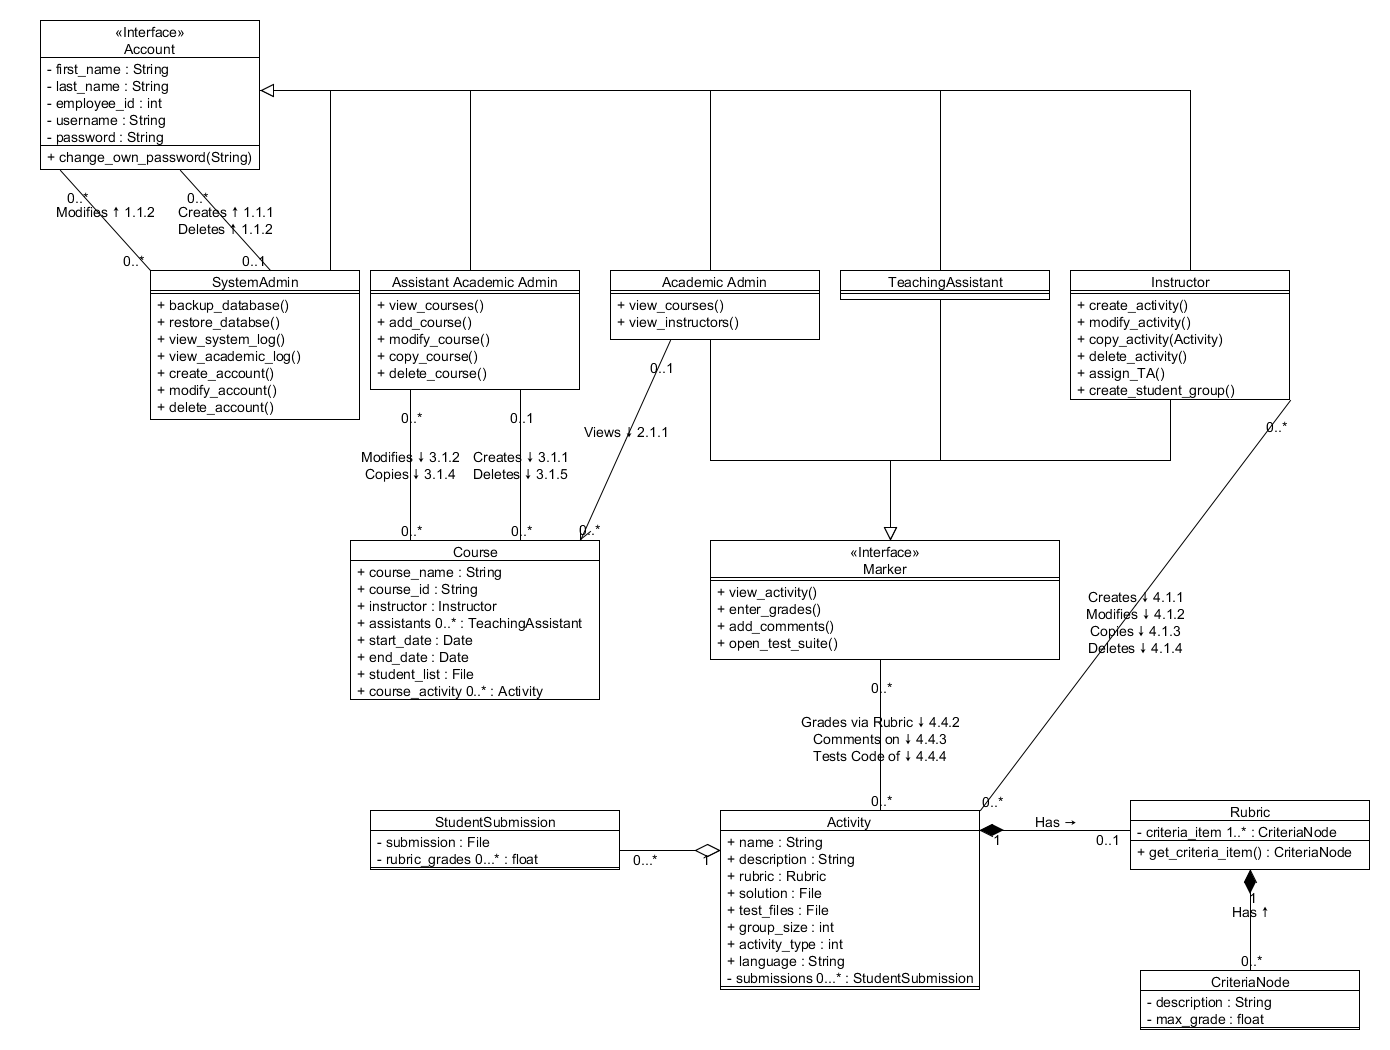 «Interface»
Account
- first_name : String
- last_name : String
- employee_id : int
- username : String
- password : String
+ change_own_password(String)
0..*
0..*
Modifies ↑ 1.1.2
Creates ↑ 1.1.1
Deletes ↑ 1.1.2
0..*
0..1
SystemAdmin
+ backup_database()
+ restore_databse()
+ view_system_log()
+ view_academic_log()
+ create_account()
+ modify_account()
+ delete_account()
Assistant Academic Admin
+ view_courses()
+ add_course()
+ modify_course()
+ copy_course()
+ delete_course()
Academic Admin
+ view_courses()
+ view_instructors()
TeachingAssistant
Instructor
+ create_activity()
+ modify_activity()
+ copy_activity(Activity)
+ delete_activity()
+ assign_TA()
+ create_student_group()
0..*
0..1
0..1
0..*
Views ↓ 2.1.1
Modifies ↓ 3.1.2
Copies ↓ 3.1.4
Creates ↓ 3.1.1
Deletes ↓ 3.1.5
0..*
0..*
0..*
Course
+ course_name : String
+ course_id : String
+ instructor : Instructor
+ assistants 0..* : TeachingAssistant
+ start_date : Date
+ end_date : Date
+ student_list : File
+ course_activity 0..* : Activity
«Interface»
Marker
+ view_activity()
+ enter_grades()
+ add_comments()
+ open_test_suite()
Creates ↓ 4.1.1
Modifies ↓ 4.1.2
Copies ↓ 4.1.3
Deletes ↓ 4.1.4
0..*
Grades via Rubric ↓ 4.4.2
Comments on ↓ 4.4.3
Tests Code of ↓ 4.4.4
0..*
0..*
StudentSubmission
- submission : File
- rubric_grades 0...* : float
0...*
1
Activity
+ name : String
+ description : String
+ rubric : Rubric
+ solution : File
+ test_files : File
+ group_size : int
+ activity_type : int
+ language : String
- submissions 0...* : StudentSubmission
Has →
1
0..1
Rubric
- criteria_item 1..* : CriteriaNode
+ get_criteria_item() : CriteriaNode
1
Has ↑
0..*
CriteriaNode
- description : String
- max_grade : float